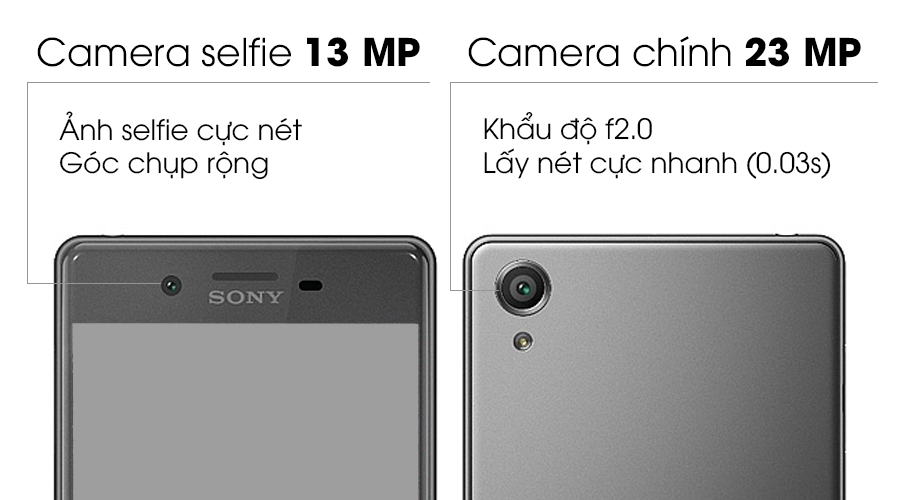 Camera selfie 13 MP
Ảnh selfie cực nét
Góc chụp rộng
Camera chính 23 MP
Khẩu độ f2.0
Lấy nét cực nhanh (0.03s)
SONY